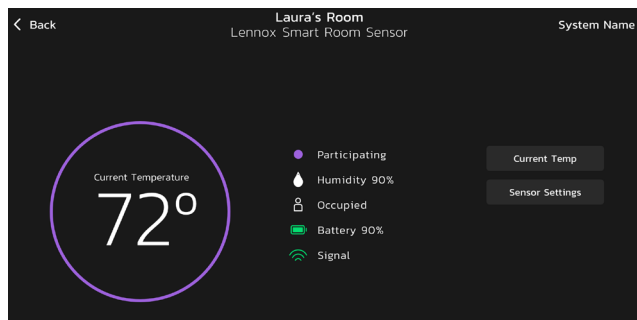 Back
Laura's Room
Lennox Smart Room Sensor
System Name
Current Temperature
72°
Participating
Humidity 90%
Occupied
Battery 90%
Signal
Current Temp
Sensor Settings